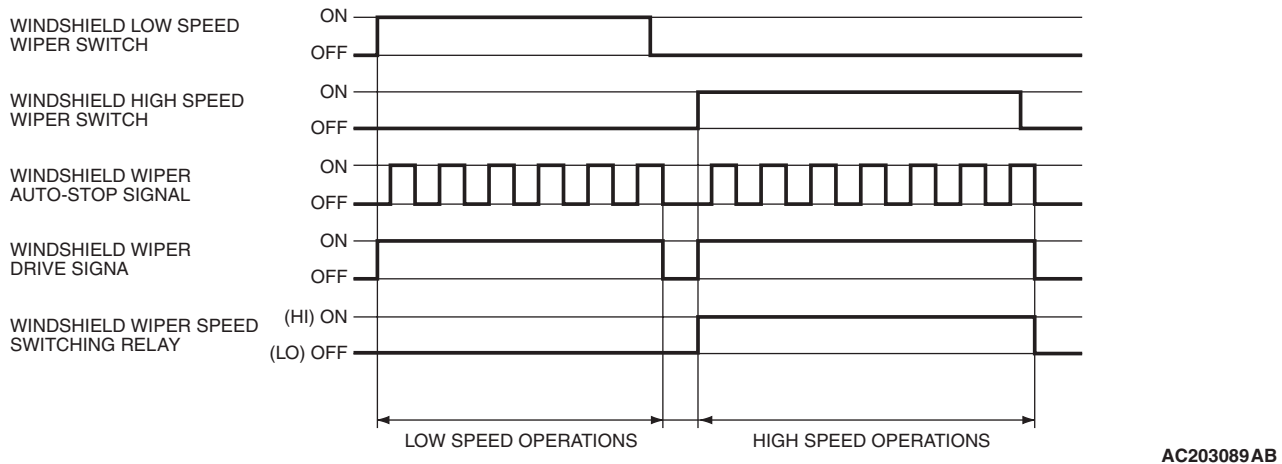 WINDSHIELD LOW SPEED
WIPER SWITCH
ON
OFF
WINDSHIELD HIGH SPEED
WIPER SWITCH
ON
OFF
WINDSHIELD WIPER
AUTO-STOP SIGNAL
ON
OFF
WINDSHIELD WIPER
DRIVE SIGNA
ON
OFF
WINDSHIELD WIPER SPEED
SWITCHING RELAY
(HI) ON
(LO) OFF
LOW SPEED OPERATIONS
HIGH SPEED OPERATIONS
AC203089AB